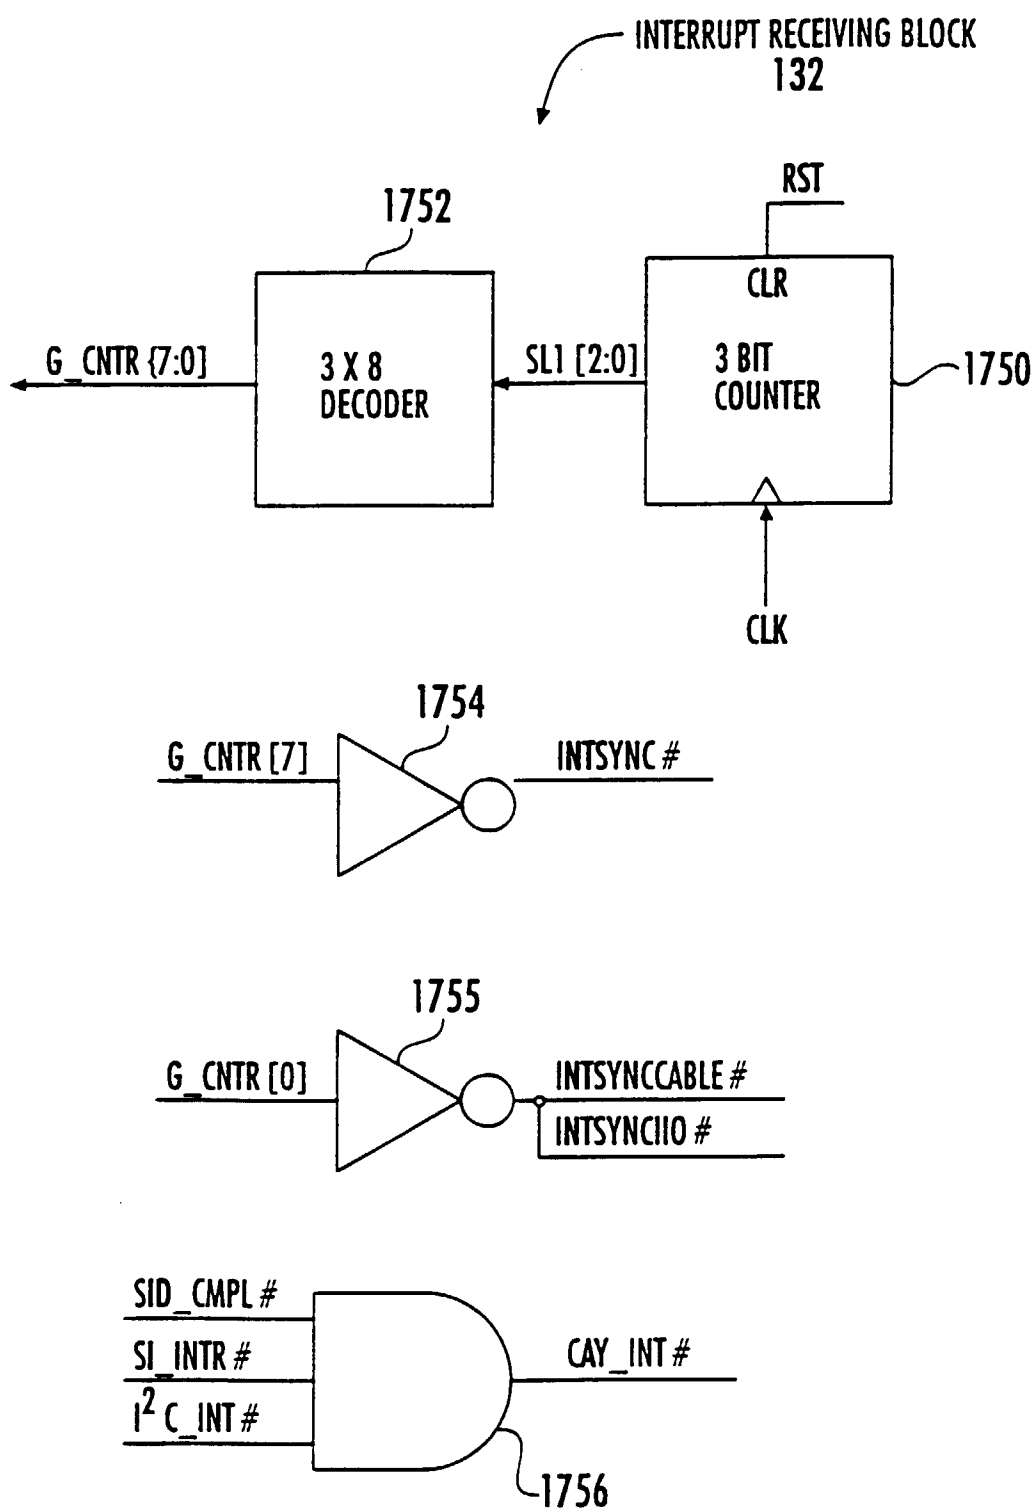 INTERRUPT RECEIVING BLOCK
132
RST
1752
CLR
G_CNTR {7:0]
3 X 8
DECODER
SL1 [2:0]
3 BIT
COUNTER
1750
CLK
1754
G_CNTR [7]
INTSYNC #
1755
G_CNTR [0]
INTSYNCCABLE #
INTSYNCIIO #
SID_CMPL #
SI_INTR #
CAY_INT #
I² C_INT #
1756